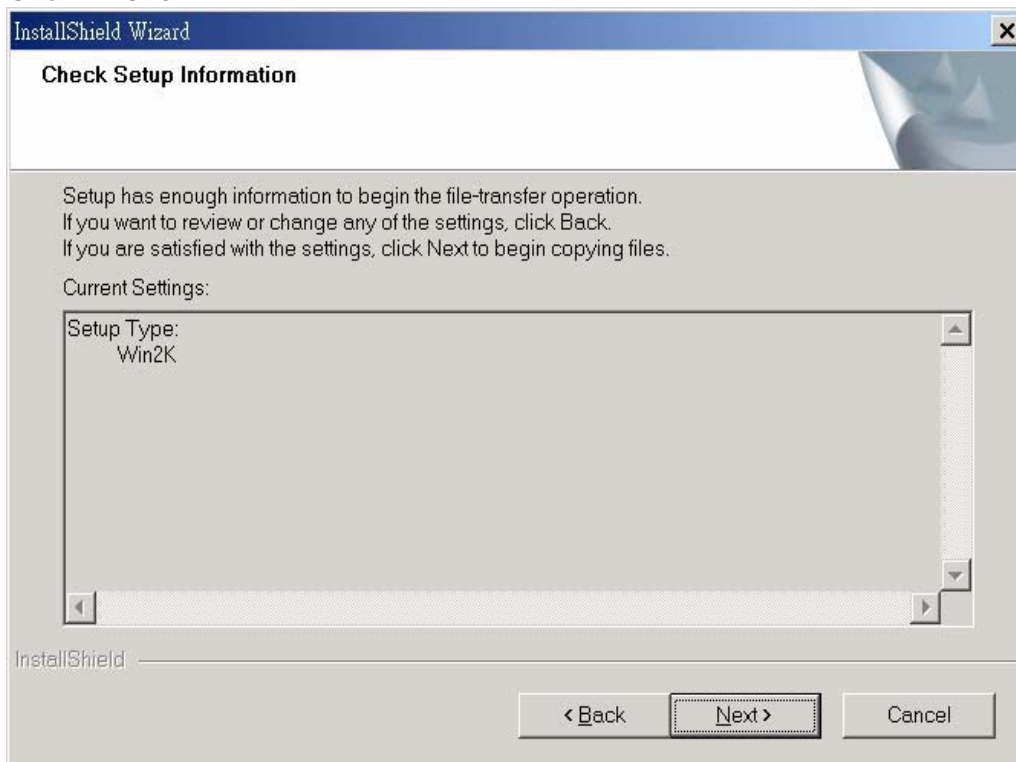 InstallShield Wizard
Check Setup Information
Setup has enough information to begin the file-transfer operation.
If you want to review or change any of the settings, click Back.
If you are satisfied with the settings, click Next to begin copying files.
Current Settings:
Setup Type:
Win2K
InstallShield
< Back
Next >
Cancel